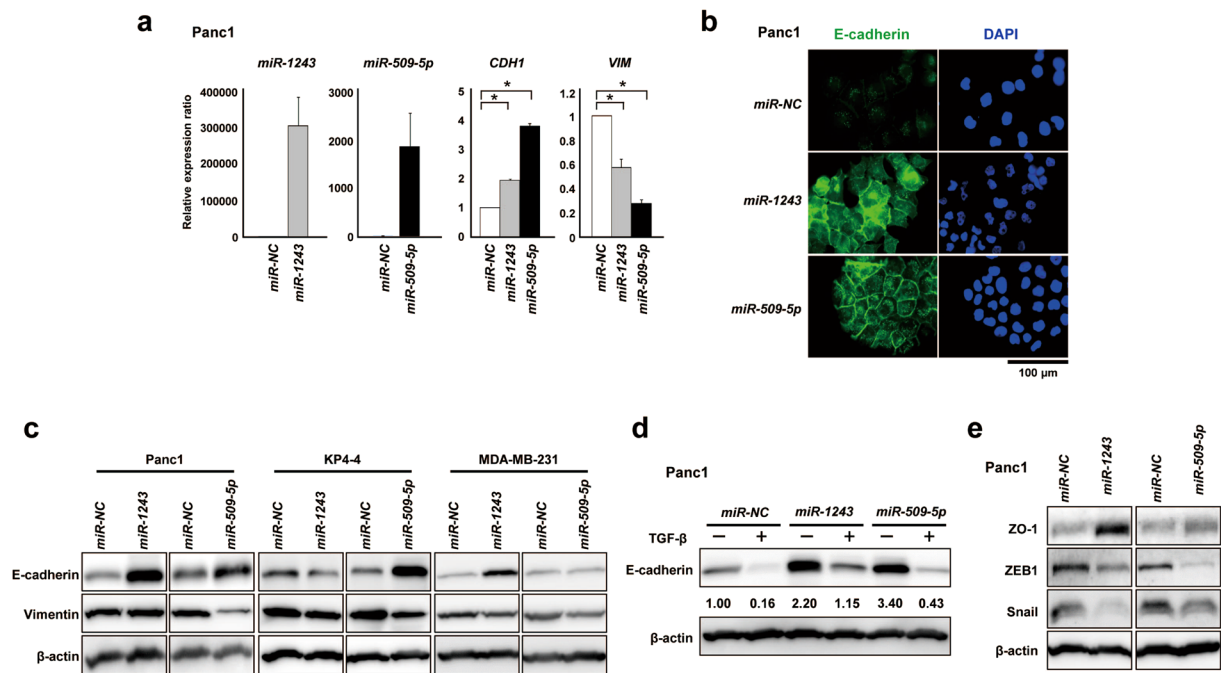 a
Panc1
miR-1243
miR-509-5p
CDH1
VIM
Relative expression ratio
400000
300000
200000
100000
0
miR-NC
miR-1243
3000
2000
1000
0
miR-NC
miR-509-5p
5
4
3
2
1
0
* *
miR-NC
miR-1243
miR-509-5p
1.2
1
0.8
0.6
0.4
0.2
0
* *
miR-NC
miR-1243
miR-509-5p
b
Panc1 E-cadherin DAPI
miR-NC
miR-1243
miR-509-5p
100 μm
c
Panc1 KP4-4 MDA-MB-231
miR-NC miR-1243 miR-NC miR-509-5p miR-NC miR-1243 miR-NC miR-509-5p miR-NC miR-1243 miR-NC miR-509-5p
E-cadherin
Vimentin
β-actin
d
Panc1
miR-NC miR-1243 miR-509-5p
TGF-β − + − + − +
E-cadherin
1.00 0.16 2.20 1.15 3.40 0.43
β-actin
e
Panc1
miR-NC miR-1243 miR-NC miR-509-5p
ZO-1
ZEB1
Snail
β-actin